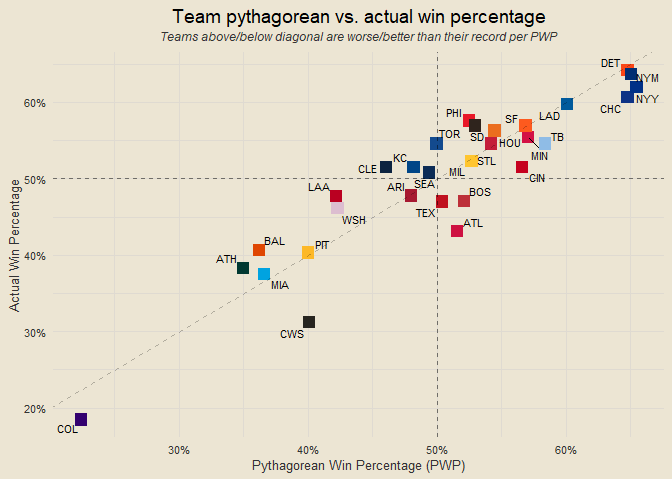 Team pythagorean vs. actual win percentage
Teams above/below diagonal are worse/better than their record per PWP
DET
NYM
60%
PHI
SF
LAD
CHC
NYY
TOR
SD
HOU
TB
KC
MIN
CLE
MIL
STL
CIN
50%
LAA
ARI
SEA
BOS
WSH
TEX
ATL
BAL
PIT
40%
ATH
MIA
CWS
30%
20%
COL
30%
40%
50%
60%
Actual Win Percentage
Pythagorean Win Percentage (PWP)